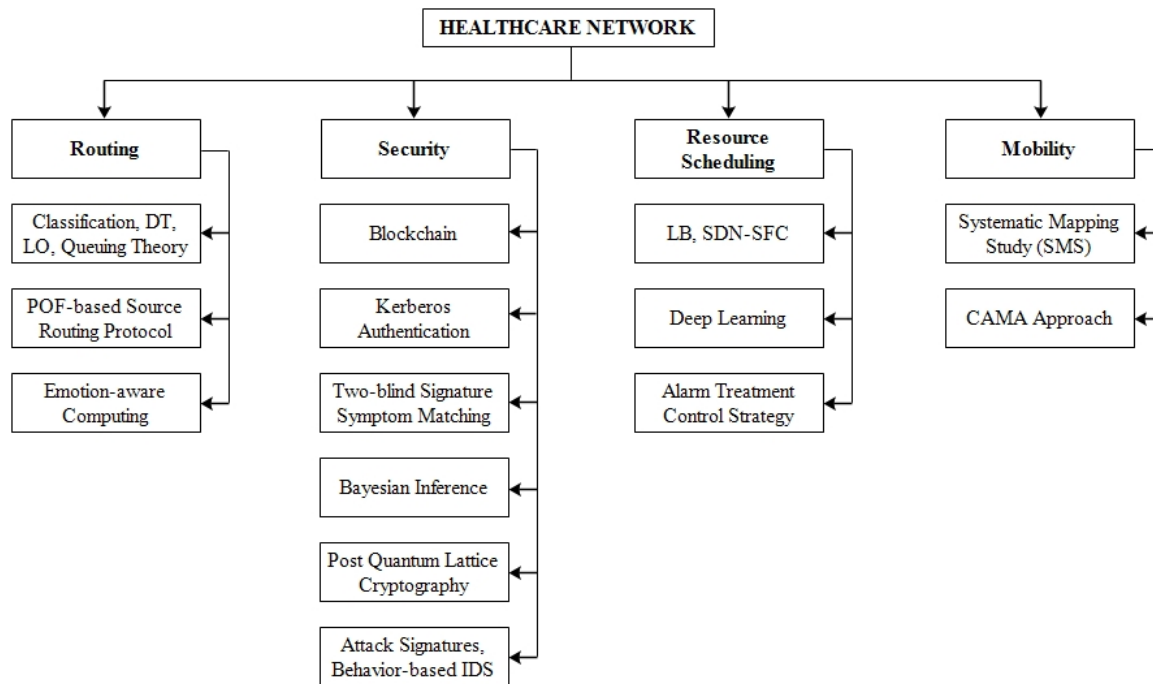 HEALTHCARE NETWORK
Routing
Classification, DT,
LO, Queuing Theory
POF-based Source
Routing Protocol
Emotion-aware
Computing
Security
Blockchain
Kerberos
Authentication
Two-blind Signature
Symptom Matching
Bayesian Inference
Post Quantum Lattice
Cryptography
Attack Signatures,
Behavior-based IDS
Resource
Scheduling
LB, SDN-SFC
Deep Learning
Alarm Treatment
Control Strategy
Mobility
Systematic Mapping
Study (SMS)
CAMA Approach